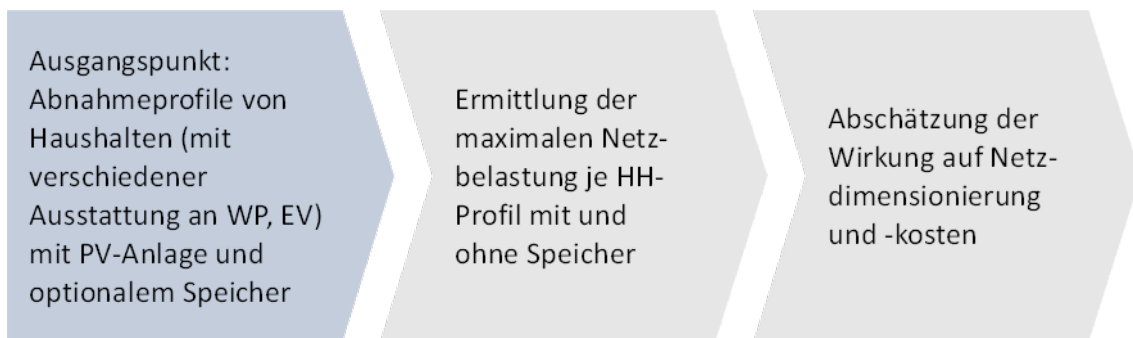 Ausgangspunkt:
Abnahmeprofile von
Haushalten (mit
verschiedener
Ausstattung an WP, EV)
mit PV-Anlage und
optionalem Speicher
Ermittlung der
maximalen Netz-
belastung je HH-
Profil mit und
ohne Speicher
Abschätzung der
Wirkung auf Netz-
dimensionierung
und -kosten